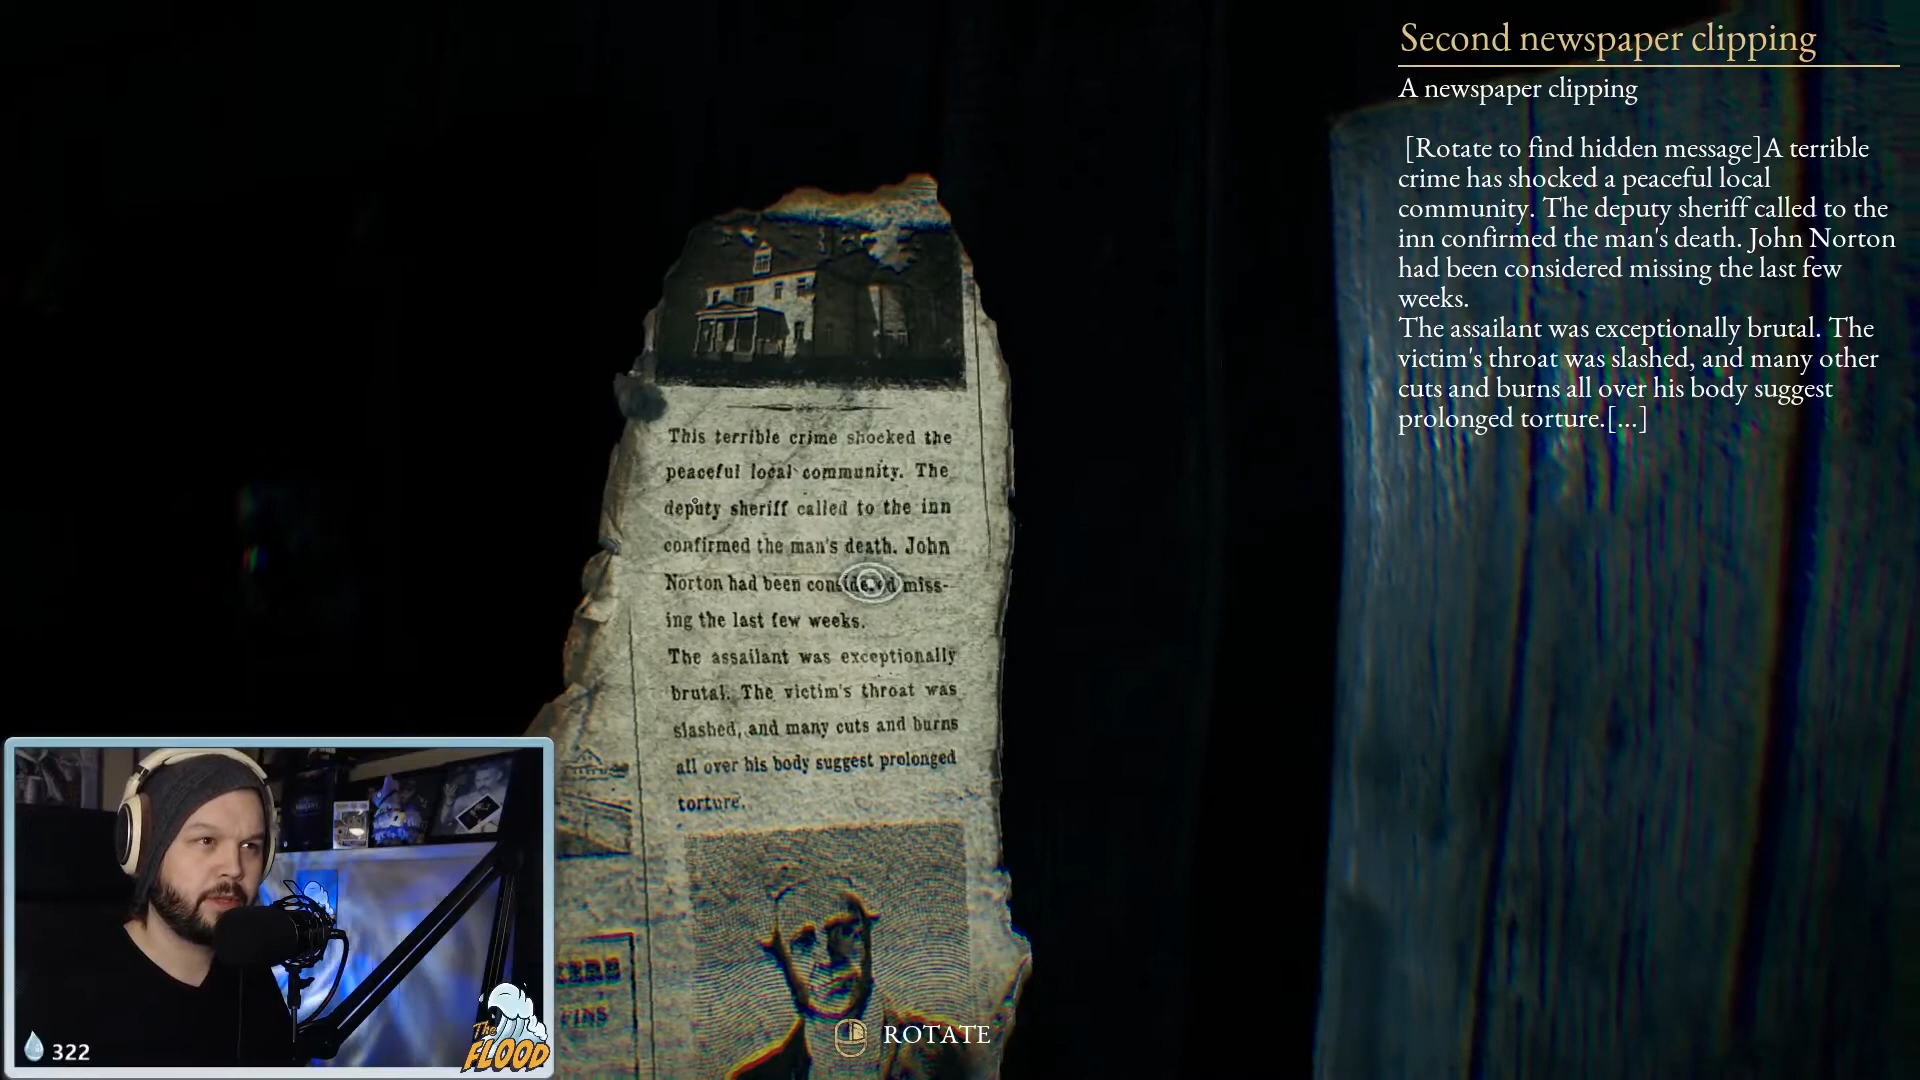 Second newspaper clipping
A newspaper clipping
[Rotate to find hidden message]A terrible
crime has shocked a peaceful local
community. The deputy sheriff called to the
inn confirmed the man's death. John Norton
had been considered missing the last few
weeks.
The assailant was exceptionally brutal. The
victim's throat was slashed, and many other
cuts and burns all over his body suggest
prolonged torture.[...]
This terrible crime shocked the
peaceful local community. The
deputy sheriff called to the inn
confirmed the man's death. John
Norton had been considered miss-
ing the last few weeks.
The assailant was exceptionally
brutal. The victim's throat was
slashed, and many cuts and burns
all over his body suggest prolonged
torture.
ROTATE
322
The
FLOOD